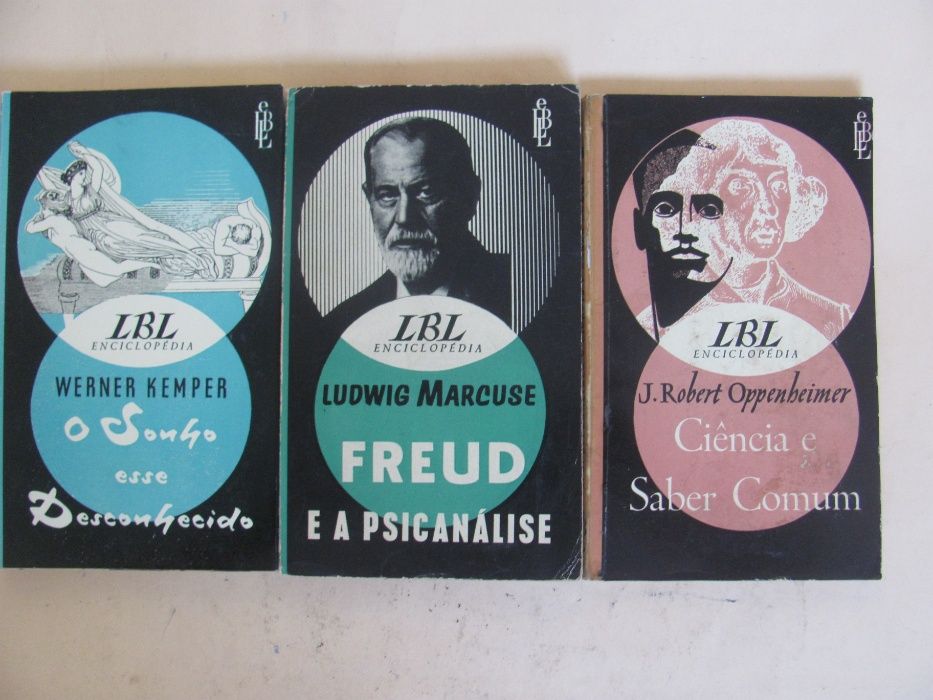 LBL
ENCICLOPÉDIA
WERNER KEMPER
O Sonho
esse
Desconhecido
LBL
ENCICLOPÉDIA
LUDWIG MARCUSE
FREUD
E A PSICANÁLISE
LBL
ENCICLOPÉDIA
J. Robert Oppenheimer
Ciência e
Saber Comum